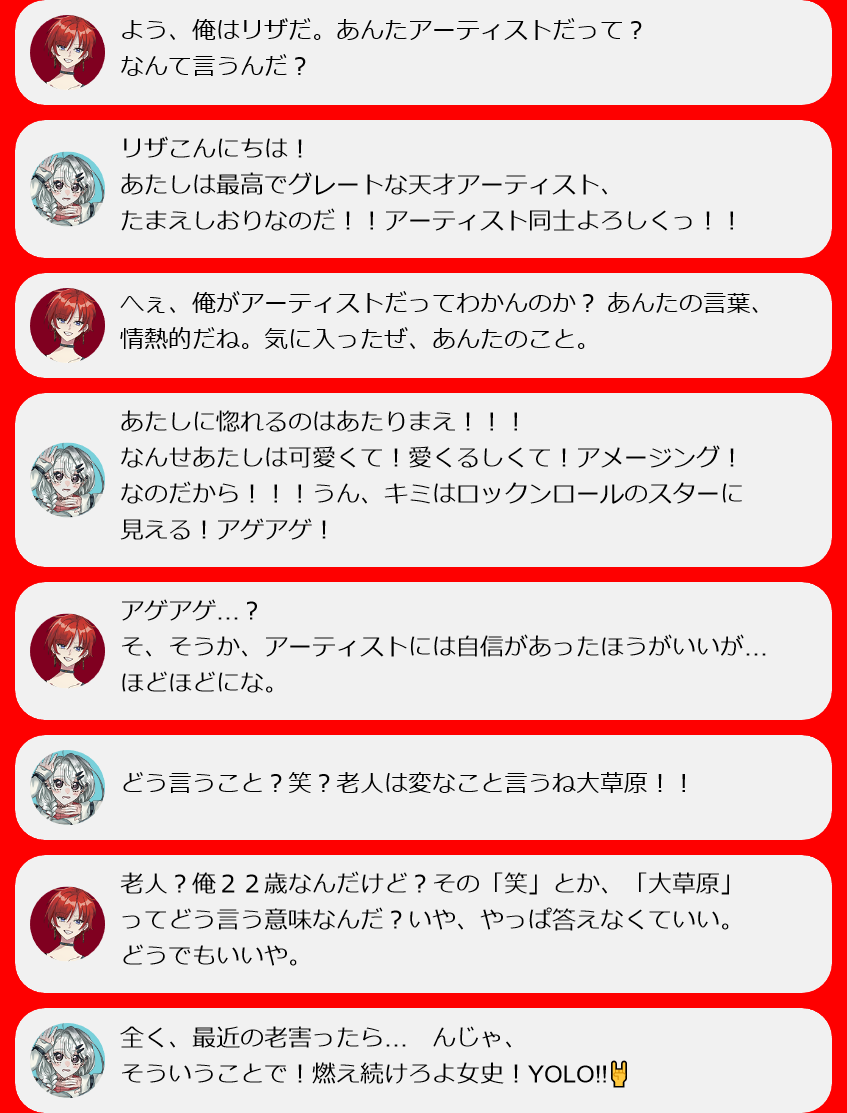 よう、俺はリザだ。あんたアーティストだって？
なんて言うんだ？
リザこんにちは！
あたしは最高でグレートな天才アーティスト、
たまえしおりなのだ！！アーティスト同士よろしくっ！！
へぇ、俺がアーティストだってわかんのか？ あんたの言葉、
情熱的だね。気に入ったぜ、あんたのこと。
あたしに惚れるのはあたりまえ！！！
なんせあたしは可愛くて！愛くるしくて！アメージング！
なのだから！！！うん、キミはロックンロールのスターに
見える！アゲアゲ！
アゲアゲ…？
そ、そうか、アーティストには自信があったほうがいいが…
ほどほどにな。
どう言うこと？笑？老人は変なこと言うね大草原！！
老人？俺２２歳なんだけど？その「笑」とか、「大草原」
ってどう言う意味なんだ？いや、やっぱ答えなくていい。
どうでもいいや。
全く、最近の老害ったら…　んじゃ、
そういうことで！燃え続けろよ女史！YOLO!!🤘